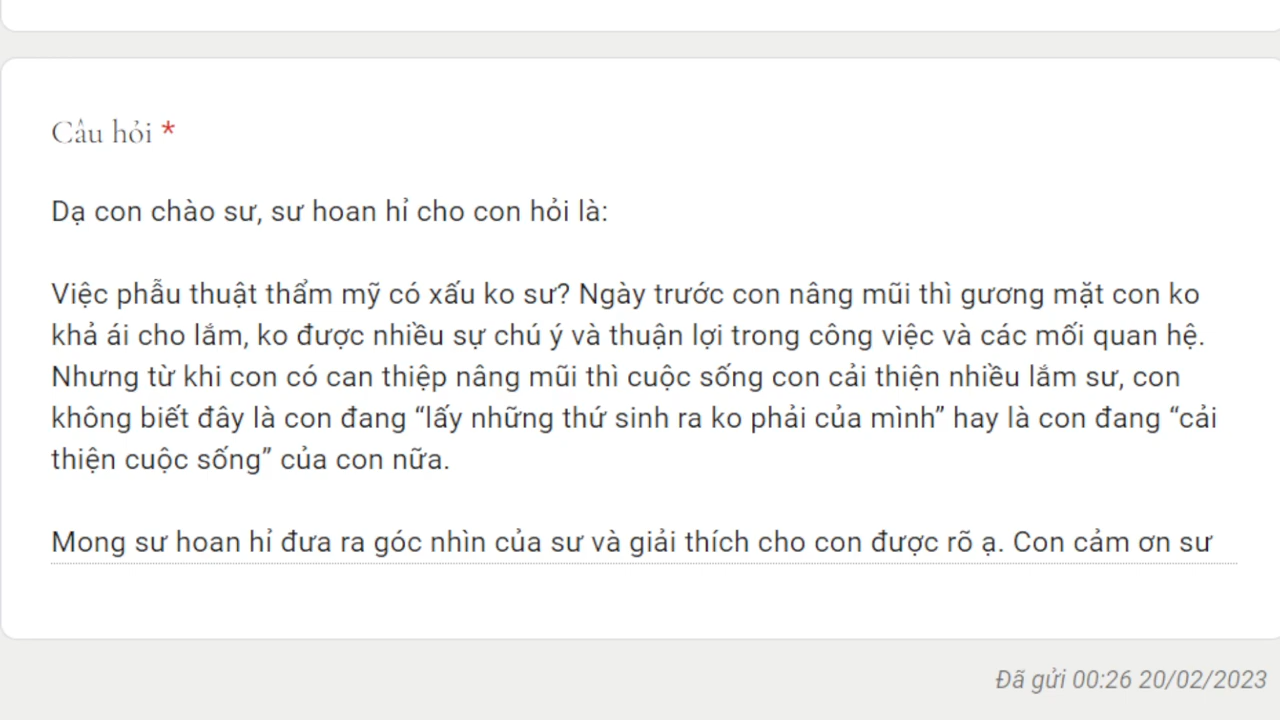 Câu hỏi *
Dạ con chào sư, sư hoan hỉ cho con hỏi là:
Việc phẫu thuật thẩm mỹ có xấu ko sư? Ngày trước con nâng mũi thì gương mặt con ko
khả ái cho lắm, ko được nhiều sự chú ý và thuận lợi trong công việc và các mối quan hệ.
Nhưng từ khi con có can thiệp nâng mũi thì cuộc sống con cải thiện nhiều lắm sư, con
không biết đây là con đang “lấy những thứ sinh ra ko phải của mình” hay là con đang “cải
thiện cuộc sống” của con nữa.
Mong sư hoan hỉ đưa ra góc nhìn của sư và giải thích cho con được rõ ạ. Con cảm ơn sư
Đã gửi 00:26 20/02/2023